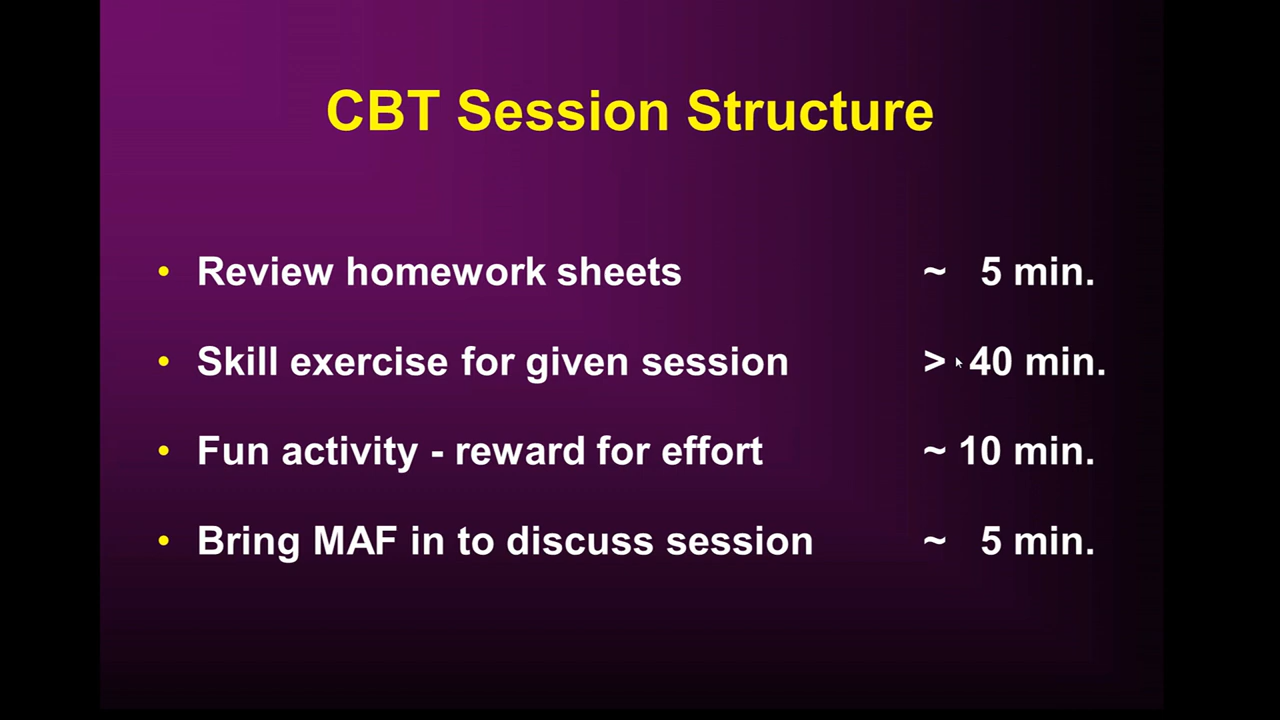 CBT Session Structure
• Review homework sheets ~ 5 min.
• Skill exercise for given session > 40 min.
• Fun activity - reward for effort ~ 10 min.
• Bring MAF in to discuss session ~ 5 min.